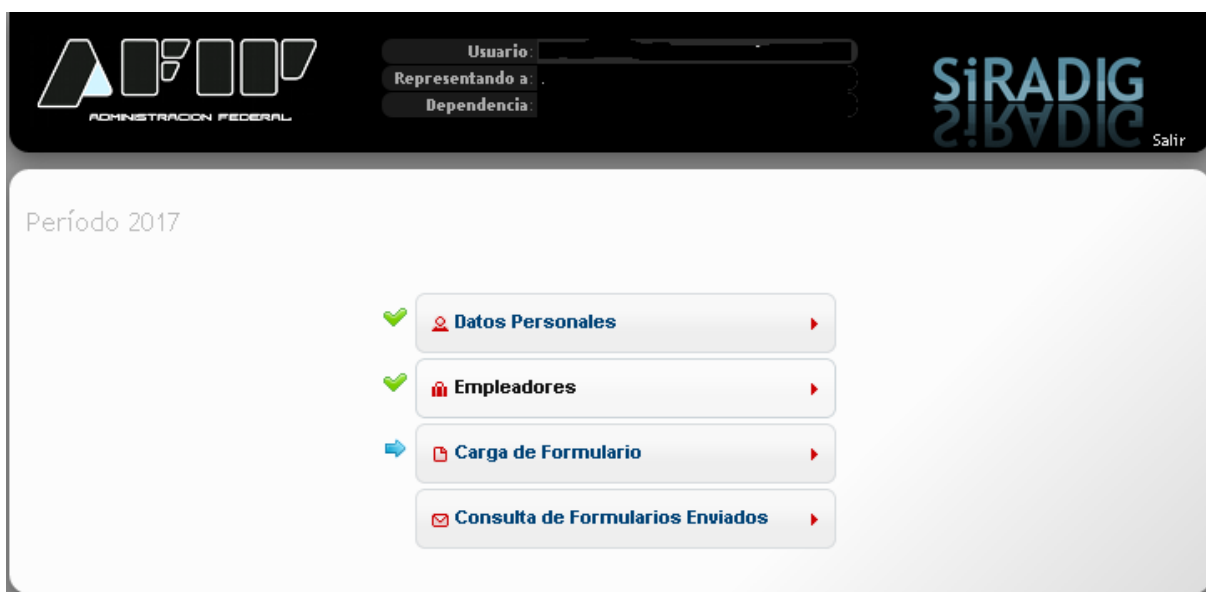 AFIP
ADMINISTRACION FEDERAL
Usuario:
Representando a: .
Dependencia:
SiRADIG
Salir
Período 2017
Datos Personales
Empleadores
Carga de Formulario
Consulta de Formularios Enviados